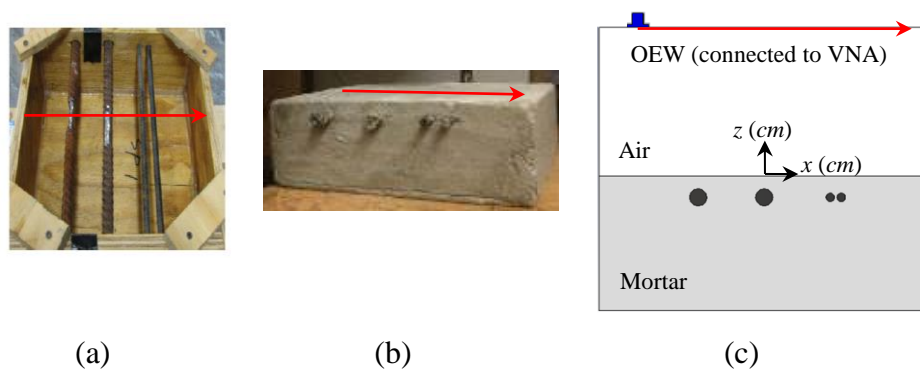 OEW (connected to VNA)
z (cm)
Air
x (cm)
Mortar
(a)
(b)
(c)